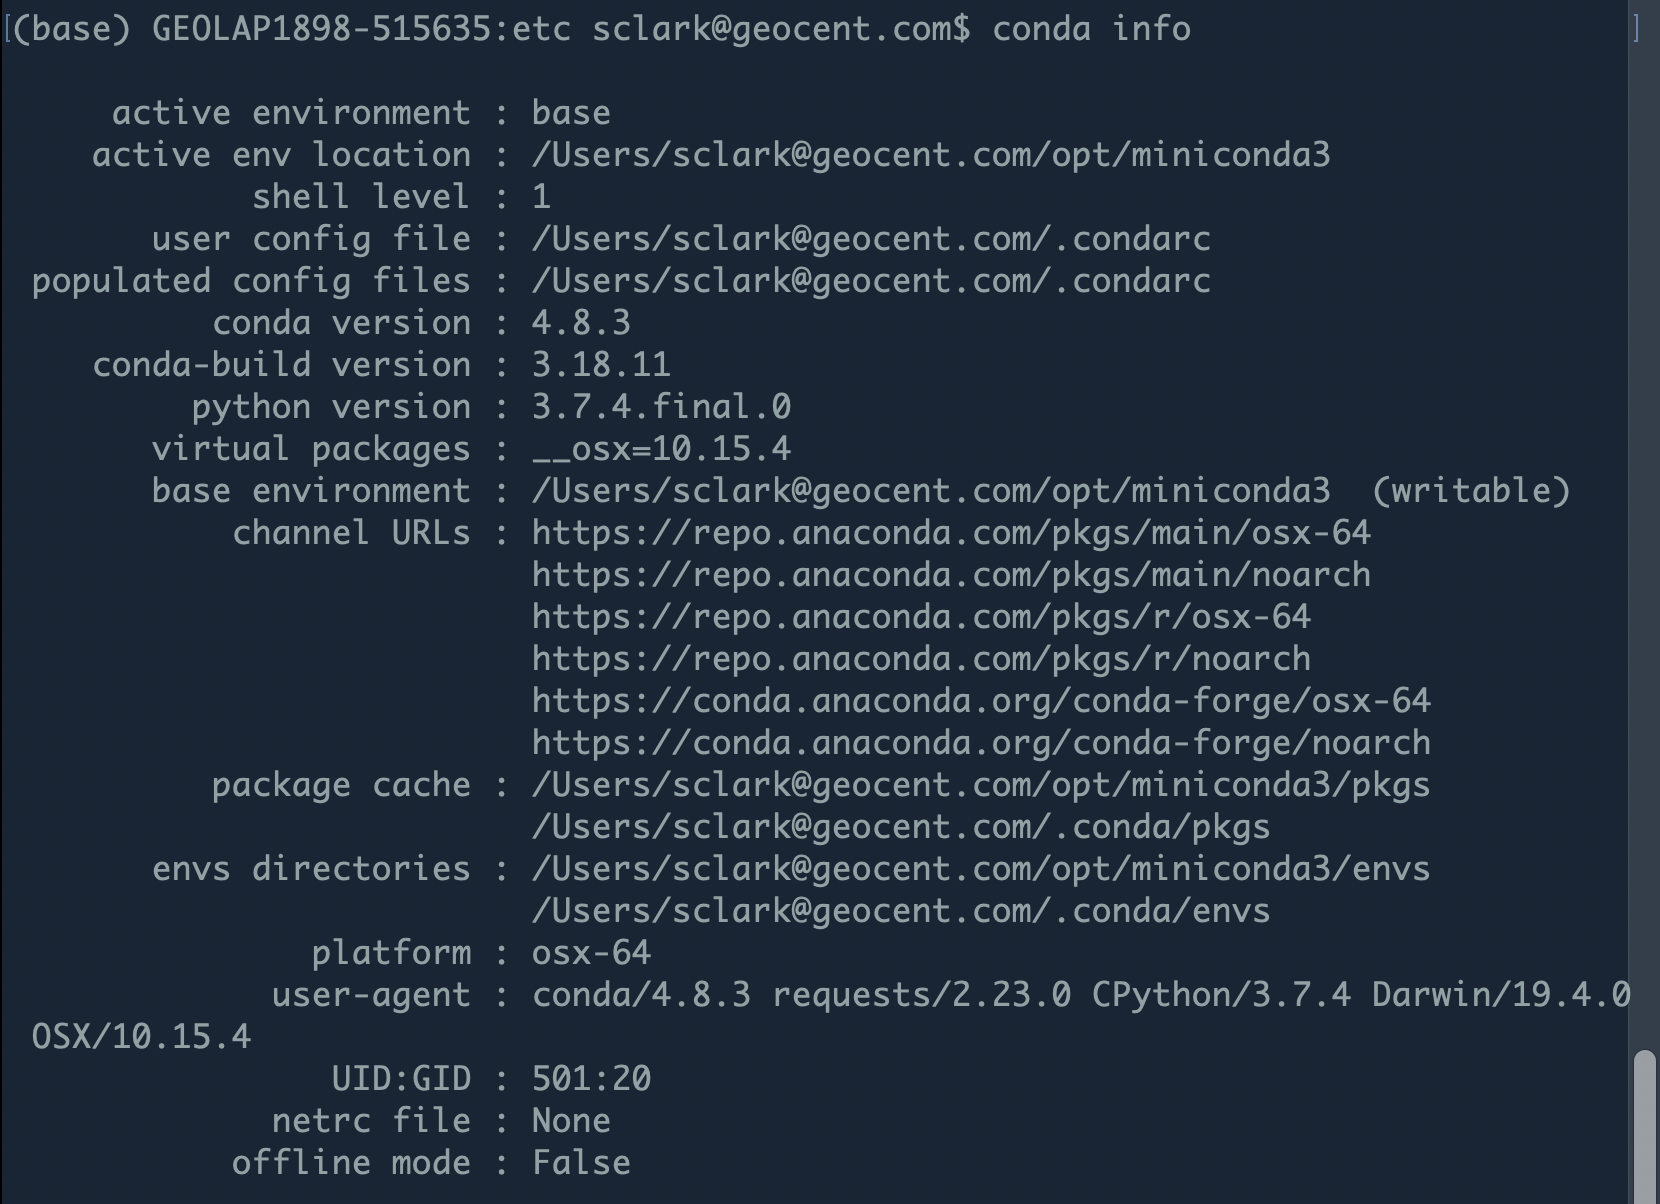 [(base) GEOLAP1898-515635:etc sclark@geocent.com$ conda info ]
active environment : base
active env location : /Users/sclark@geocent.com/opt/miniconda3
shell level : 1
user config file : /Users/sclark@geocent.com/.condarc
populated config files : /Users/sclark@geocent.com/.condarc
conda version : 4.8.3
conda-build version : 3.18.11
python version : 3.7.4.final.0
virtual packages : __osx=10.15.4
base environment : /Users/sclark@geocent.com/opt/miniconda3  (writable)
channel URLs : https://repo.anaconda.com/pkgs/main/osx-64
https://repo.anaconda.com/pkgs/main/noarch
https://repo.anaconda.com/pkgs/r/osx-64
https://repo.anaconda.com/pkgs/r/noarch
https://conda.anaconda.org/conda-forge/osx-64
https://conda.anaconda.org/conda-forge/noarch
package cache : /Users/sclark@geocent.com/opt/miniconda3/pkgs
/Users/sclark@geocent.com/.conda/pkgs
envs directories : /Users/sclark@geocent.com/opt/miniconda3/envs
/Users/sclark@geocent.com/.conda/envs
platform : osx-64
user-agent : conda/4.8.3 requests/2.23.0 CPython/3.7.4 Darwin/19.4.0
OSX/10.15.4
UID:GID : 501:20
netrc file : None
offline mode : False